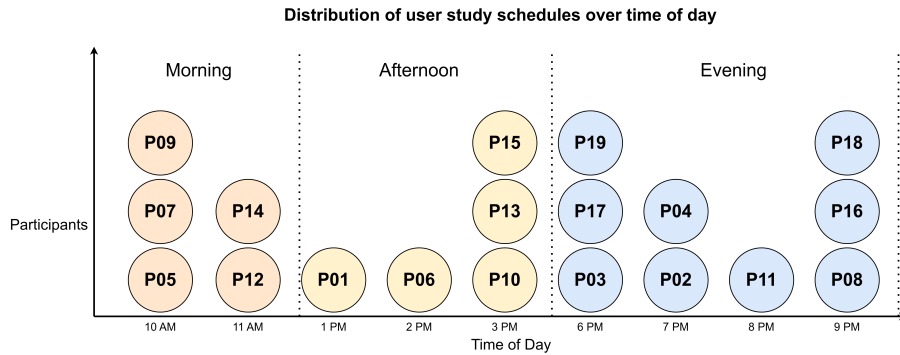 Distribution of user study schedules over time of day
Morning Afternoon Evening
P09 P15 P19 P18
P07 P14 P13 P17 P04 P16
Participants
P05 P12 P01 P06 P10 P03 P02 P11 P08
10 AM 11 AM 1 PM 2 PM 3 PM 6 PM 7 PM 8 PM 9 PM
Time of Day